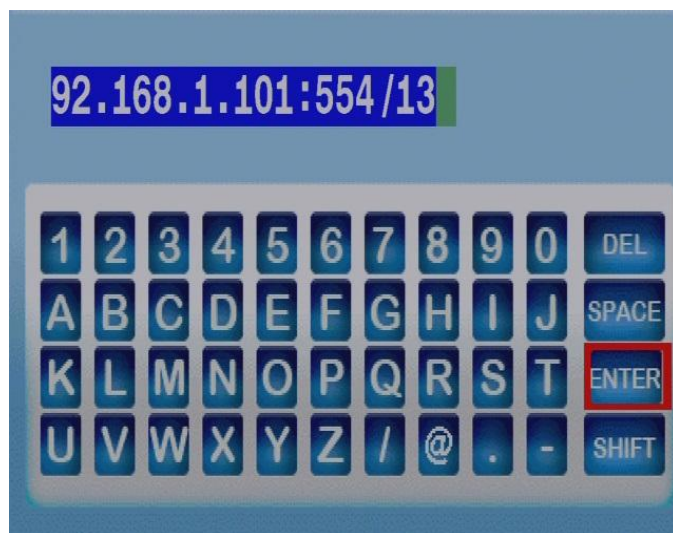 92.168.1.101:554/13
1 2 3 4 5 6 7 8 9 0 DEL
A B C D E F G H I J SPACE
K L M N O P Q R S T ENTER
U V W X Y Z / @ . - SHIFT